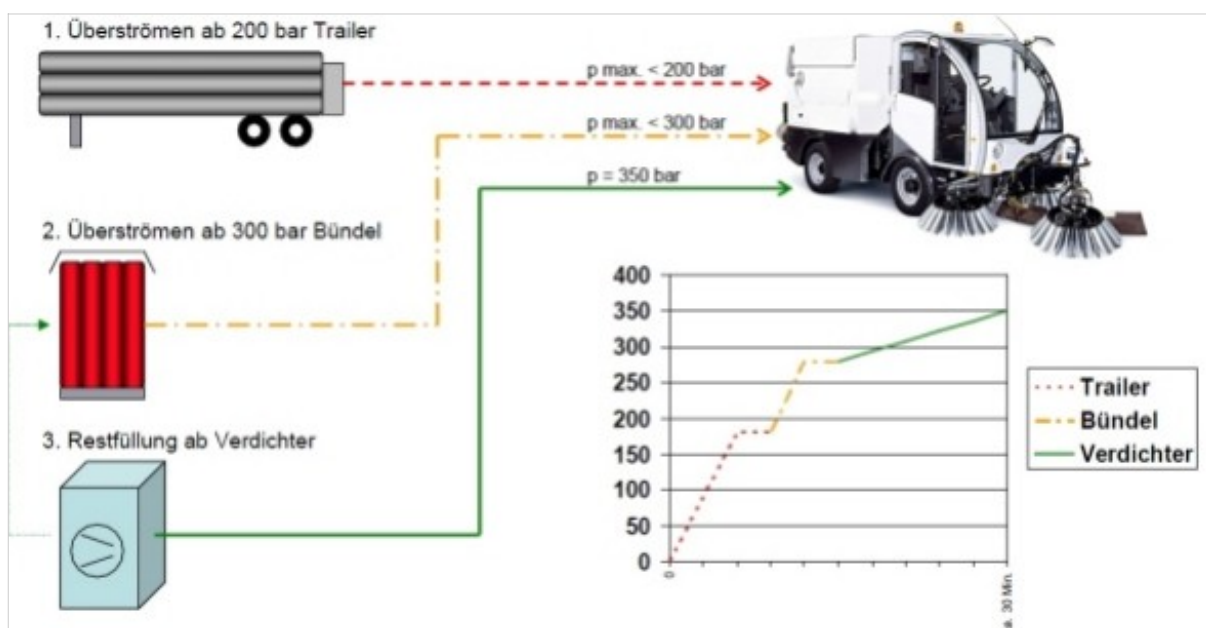 1. Überströmen ab 200 bar Trailer
p max. < 200 bar
p max. < 300 bar
p = 350 bar
2. Überströmen ab 300 bar Bündel
3. Restfüllung ab Verdichter
400
350
300
250
200
150
100
50
0
0
a. 30 Min.
Trailer
Bündel
Verdichter